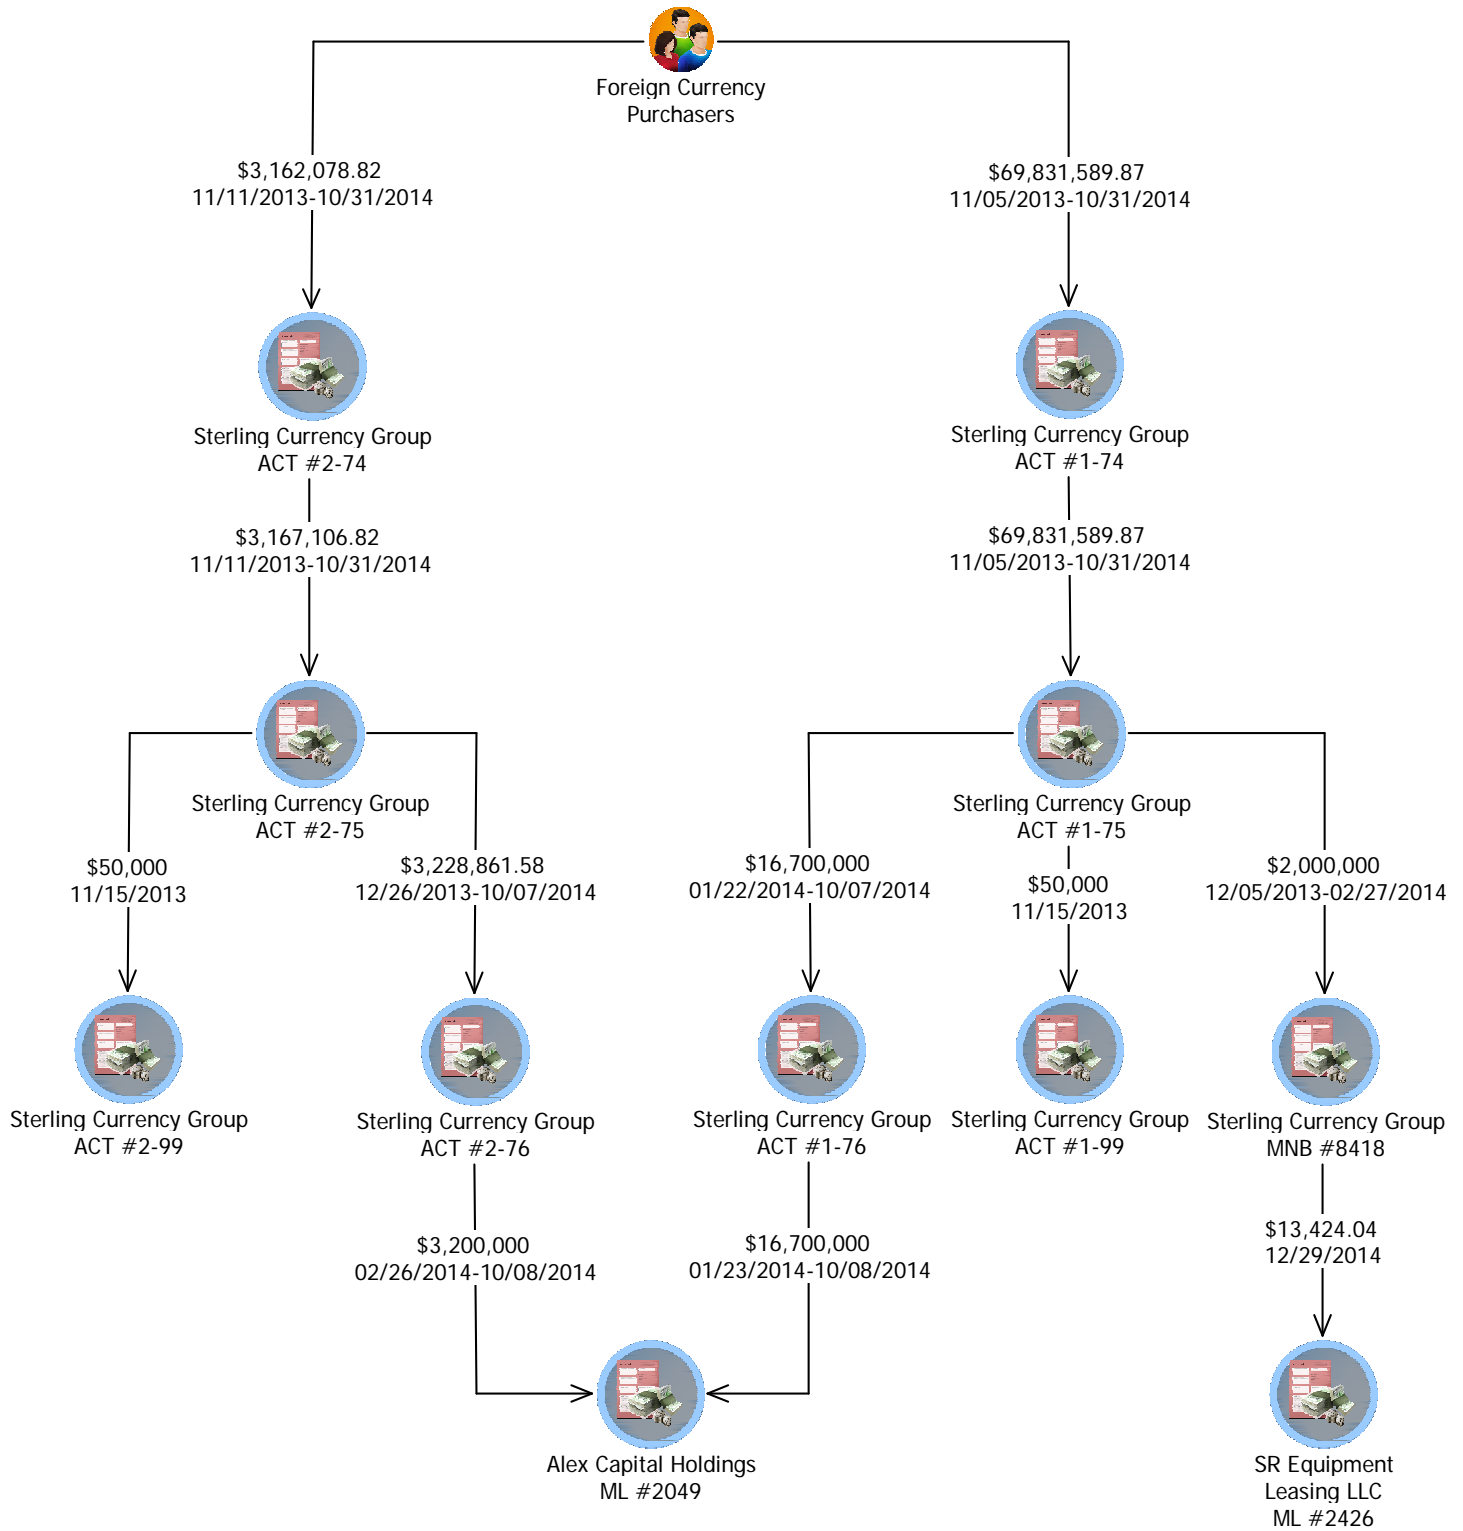 Foreign Currency
Purchasers
$3,162,078.82
11/11/2013-10/31/2014
$69,831,589.87
11/05/2013-10/31/2014
Sterling Currency Group
ACT #2-74
Sterling Currency Group
ACT #1-74
$3,167,106.82
11/11/2013-10/31/2014
$69,831,589.87
11/05/2013-10/31/2014
Sterling Currency Group
ACT #2-75
Sterling Currency Group
ACT #1-75
$50,000
11/15/2013
$3,228,861.58
12/26/2013-10/07/2014
$16,700,000
01/22/2014-10/07/2014
$50,000
11/15/2013
$2,000,000
12/05/2013-02/27/2014
Sterling Currency Group
ACT #2-99
Sterling Currency Group
ACT #2-76
Sterling Currency Group
ACT #1-76
Sterling Currency Group
ACT #1-99
Sterling Currency Group
MNB #8418
$3,200,000
02/26/2014-10/08/2014
$16,700,000
01/23/2014-10/08/2014
$13,424.04
12/29/2014
Alex Capital Holdings
ML #2049
SR Equipment
Leasing LLC
ML #2426